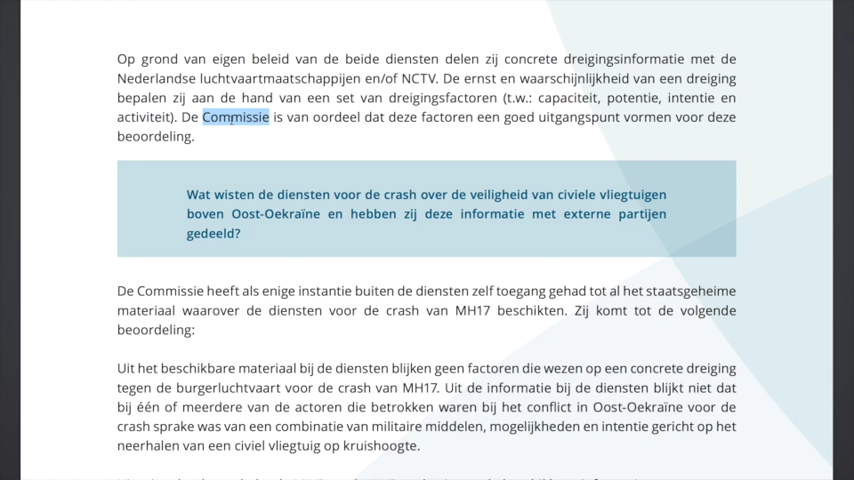 Op grond van eigen beleid van de beide diensten delen zij concrete dreigingsinformatie met de
Nederlandse luchtvaartmaatschappijen en/of NCTV. De ernst en waarschijnlijkheid van een dreiging
bepalen zij aan de hand van een set van dreigingsfactoren (t.w.: capaciteit, potentie, intentie en
activiteit). De Commissie is van oordeel dat deze factoren een goed uitgangspunt vormen voor deze
beoordeling.
Wat wisten de diensten voor de crash over de veiligheid van civiele vliegtuigen
boven Oost-Oekraïne en hebben zij deze informatie met externe partijen
gedeeld?
De Commissie heeft als enige instantie buiten de diensten zelf toegang gehad tot al het staatsgeheime
materiaal waarover de diensten voor de crash van MH17 beschikten. Zij komt tot de volgende
beoordeling:
Uit het beschikbare materiaal bij de diensten blijken geen factoren die wezen op een concrete dreiging
tegen de burgerluchtvaart voor de crash van MH17. Uit de informatie bij de diensten blijkt niet dat
bij één of meerdere van de actoren die betrokken waren bij het conflict in Oost-Oekraïne voor de
crash sprake was van een combinatie van militaire middelen, mogelijkheden en intentie gericht op het
neerhalen van een civiel vliegtuig op kruishoogte.